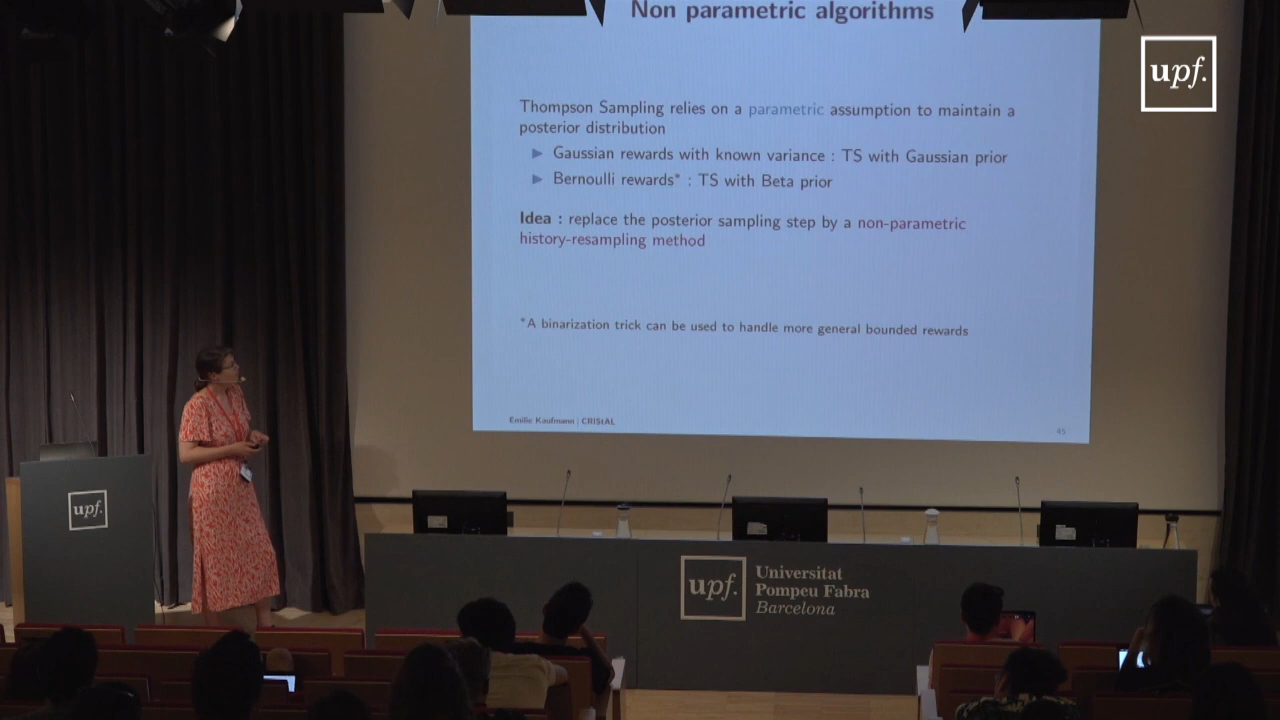 Non parametric algorithms
upf.
Thompson Sampling relies on a parametric assumption to maintain a
posterior distribution
Gaussian rewards with known variance : TS with Gaussian prior
Bernoulli rewards* : TS with Beta prior
Idea : replace the posterior sampling step by a non-parametric
history-resampling method
*A binarization trick can be used to handle more general bounded rewards
Emilie Kaufmann | CRIStAL
45
upf.
upf.
Universitat
Pompeu Fabra
Barcelona